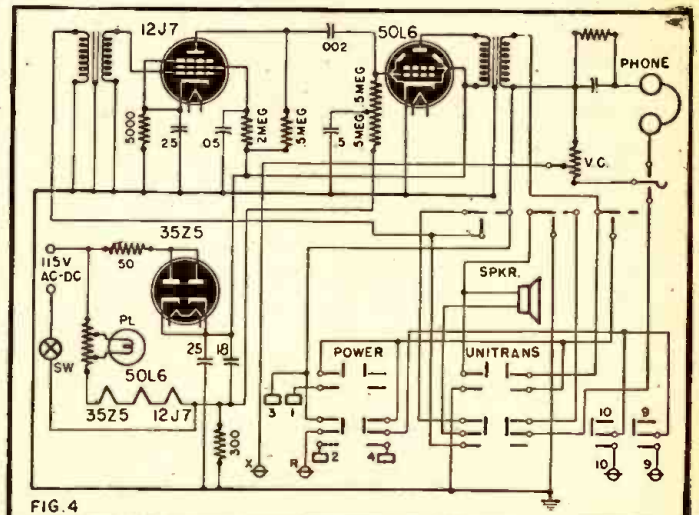 12J7
50L6
.002
PHONE
5000
.25
.05
.2MEG
.5MEG
.5
.5MEG
.5MEG
V.C.
35Z5
115V
AC-DC
50
SPKR.
PL
SW
25
18
50L6
35Z5
12J7
300
POWER
UNITRANS
3
1
2
4
X
R
10
9
10
9
FIG.4